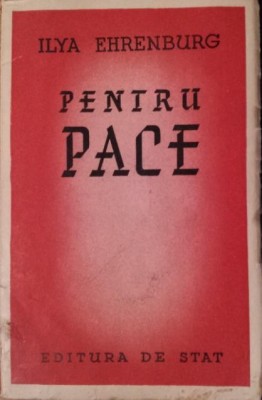 ILYA EHRENBURG
PENTRU
PACE
EDITURA DE STAT